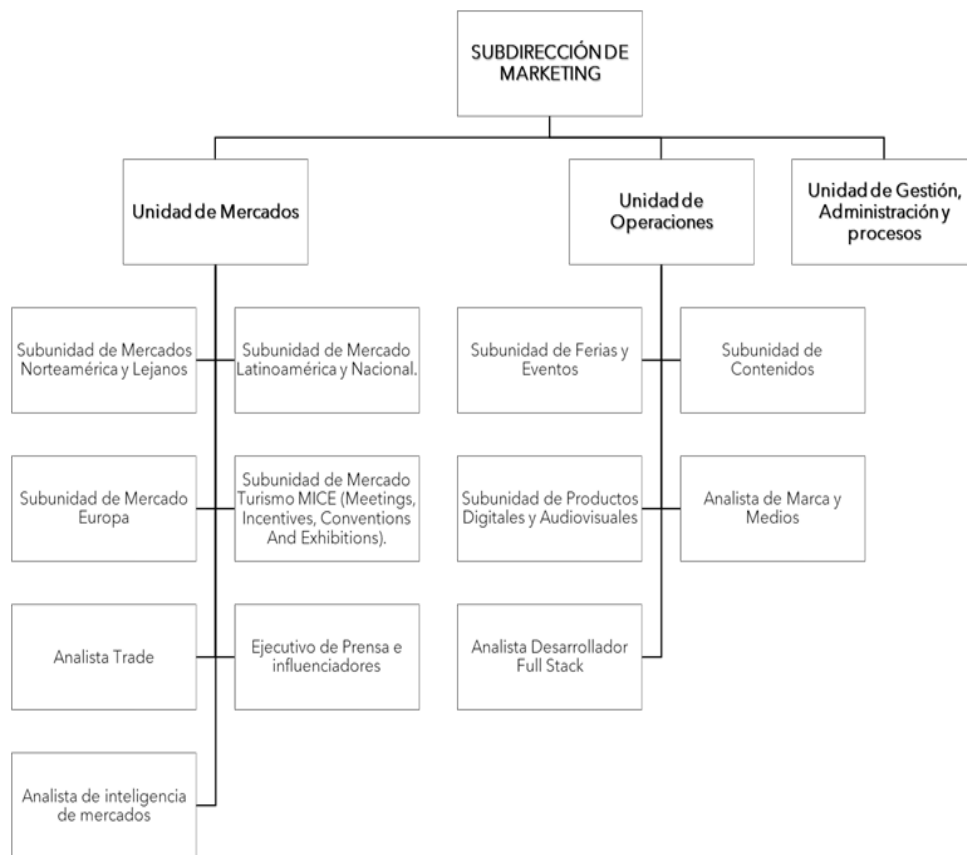 SUBDIRECCIÓN DE
MARKETING
Unidad de Mercados
Unidad de
Operaciones
Unidad de Gestión,
Administración y
procesos
Subunidad de Mercados
Norteamérica y Lejanos
Subunidad de Mercado
Latinoamérica y Nacional.
Subunidad de Ferias y
Eventos
Subunidad de
Contenidos
Subunidad de Mercado
Europa
Subunidad de Mercado
Turismo MICE (Meetings,
Incentives, Conventions
And Exhibitions).
Subunidad de Productos
Digitales y Audiovisuales
Analista de Marca y
Medios
Analista Trade
Ejecutivo de Prensa e
influenciadores
Analista Desarrollador
Full Stack
Analista de inteligencia
de mercados